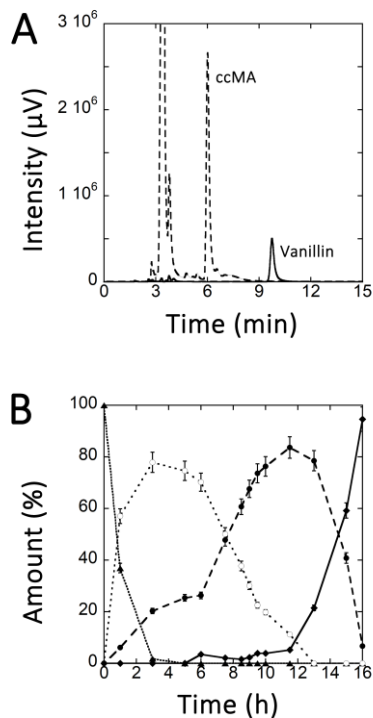 A
3 10⁶
2 10⁶
1 10⁶
0
Intensity (µV)
ccMA
Vanillin
0 3 6 9 12 15
Time (min)
B
100
80
60
40
20
0
Amount (%)
0 2 4 6 8 10 12 14 16
Time (h)